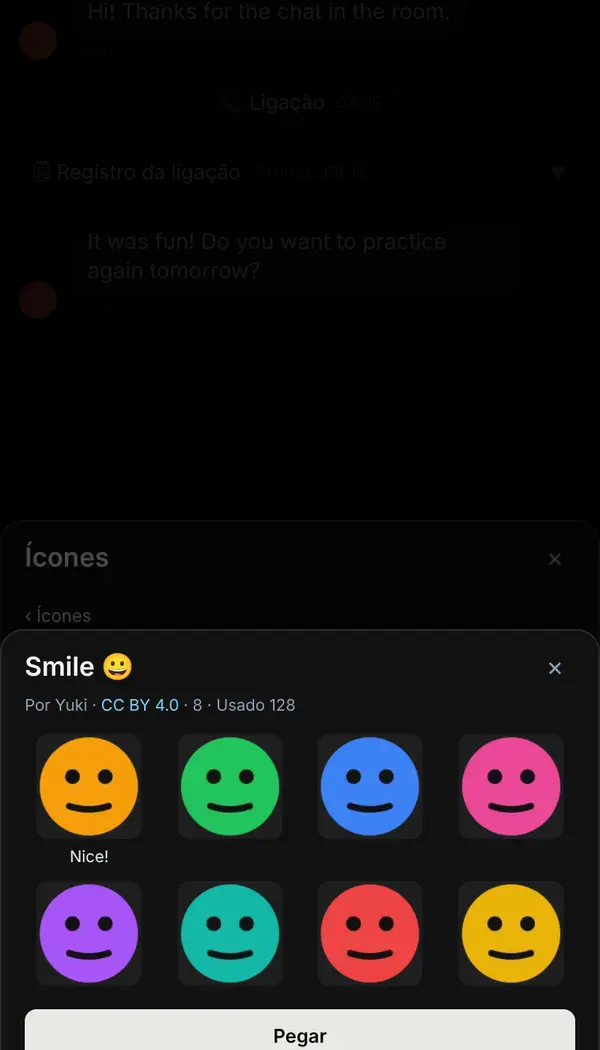 Hi! Thanks for the chat in the room.
Ligação
Registro da ligação
It was fun! Do you want to practice
again tomorrow?
Ícones
×
‹ Ícones
Smile 😀
×
Por Yuki · CC BY 4.0 · 8 · Usado 128
Nice!
Pegar